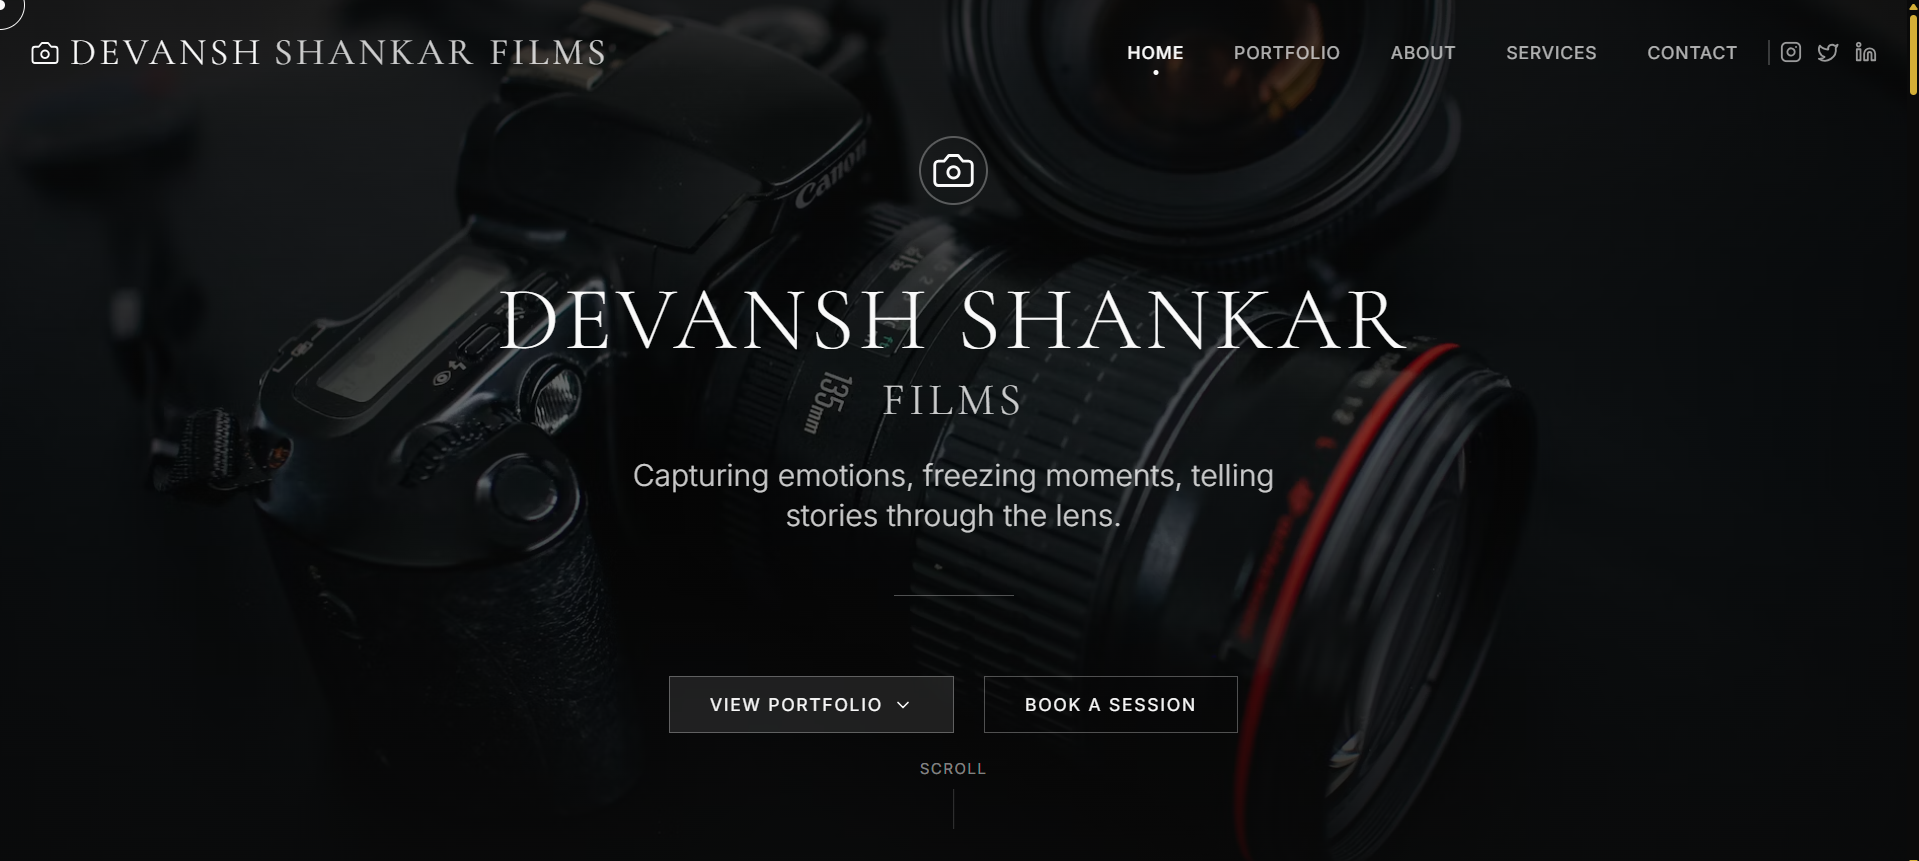 DEVANSH SHANKAR FILMS
HOME PORTFOLIO ABOUT SERVICES CONTACT
Canon
DEVANSH SHANKAR
135mm
FILMS
Capturing emotions, freezing moments, telling
stories through the lens.
VIEW PORTFOLIO
BOOK A SESSION
SCROLL